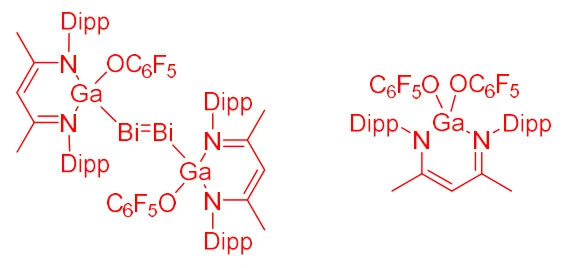 Dipp
N
OC6F5
Ga
N
Bi=Bi
Dipp
Dipp
N
Ga
C6F5O
N
Dipp
C6F5O OC6F5
Ga
Dipp N N Dipp